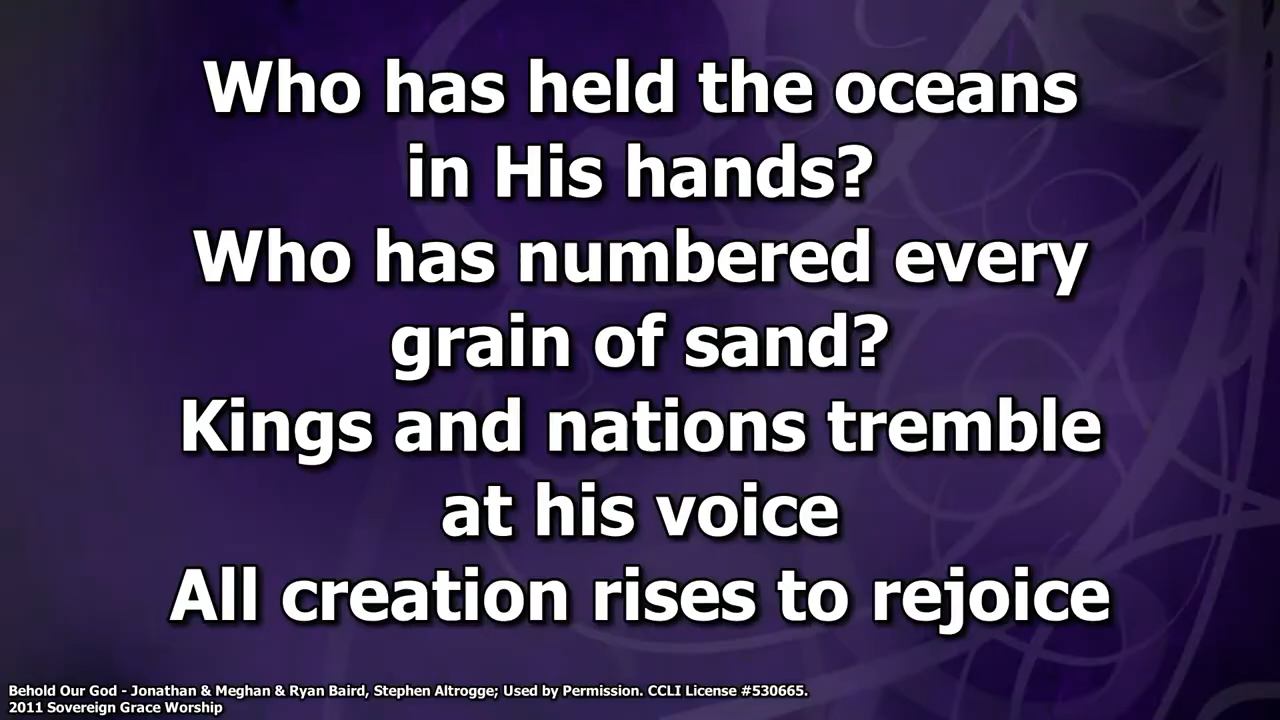 Who has held the oceans
in His hands?
Who has numbered every
grain of sand?
Kings and nations tremble
at his voice
All creation rises to rejoice
Behold Our God - Jonathan & Meghan & Ryan Baird, Stephen Altrogge; Used by Permission. CCLI License #530665.
2011 Sovereign Grace Worship